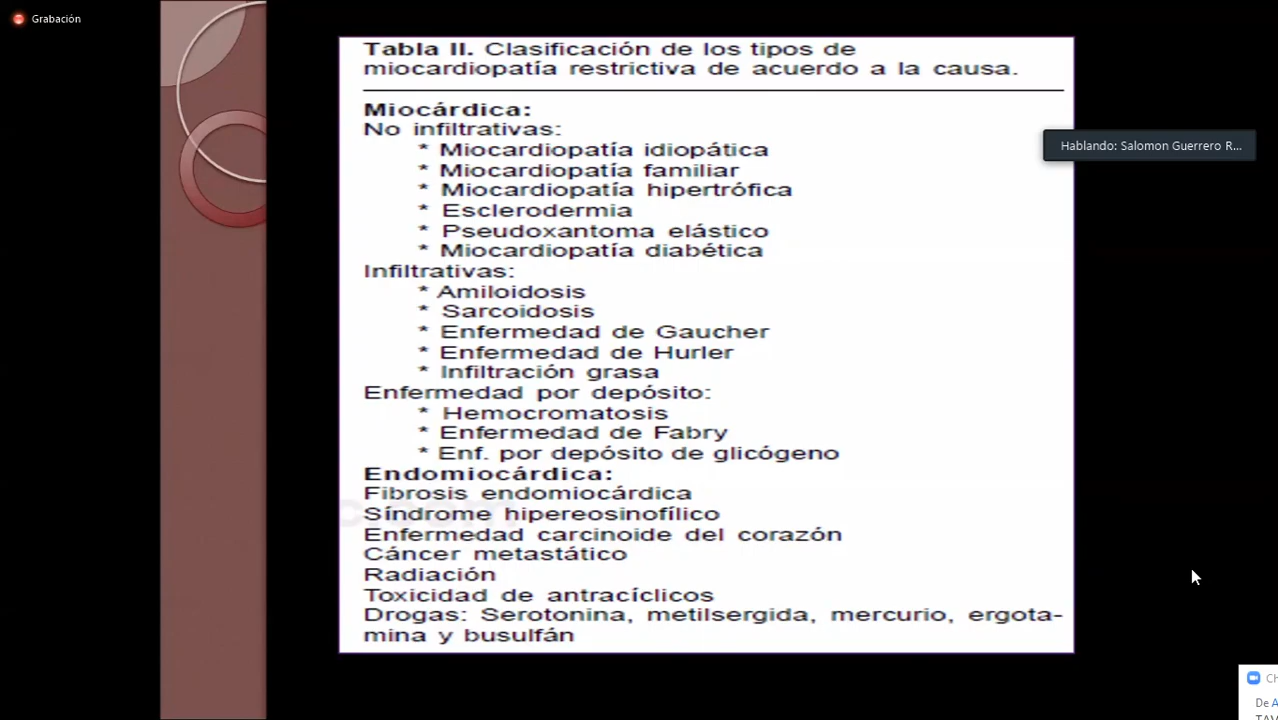 Grabación
Tabla II. Clasificación de los tipos de
miocardiopatía restrictiva de acuerdo a la causa.
Miocárdica:
No infiltrativas:
* Miocardiopatía idiopática
* Miocardiopatía familiar
* Miocardiopatía hipertrófica
* Esclerodermia
* Pseudoxantoma elástico
* Miocardiopatía diabética
Infiltrativas:
* Amiloidosis
* Sarcoidosis
* Enfermedad de Gaucher
* Enfermedad de Hurler
* Infiltración grasa
Enfermedad por depósito:
* Hemocromatosis
* Enfermedad de Fabry
* Enf. por depósito de glicógeno
Endomiocárdica:
Fibrosis endomiocárdica
Síndrome hipereosinofílico
Enfermedad carcinoide del corazón
Cáncer metastático
Radiación
Toxicidad de antracíclicos
Drogas: Serotonina, metilsergida, mercurio, ergota-
mina y busulfán
Hablando: Salomon Guerrero R...
De A